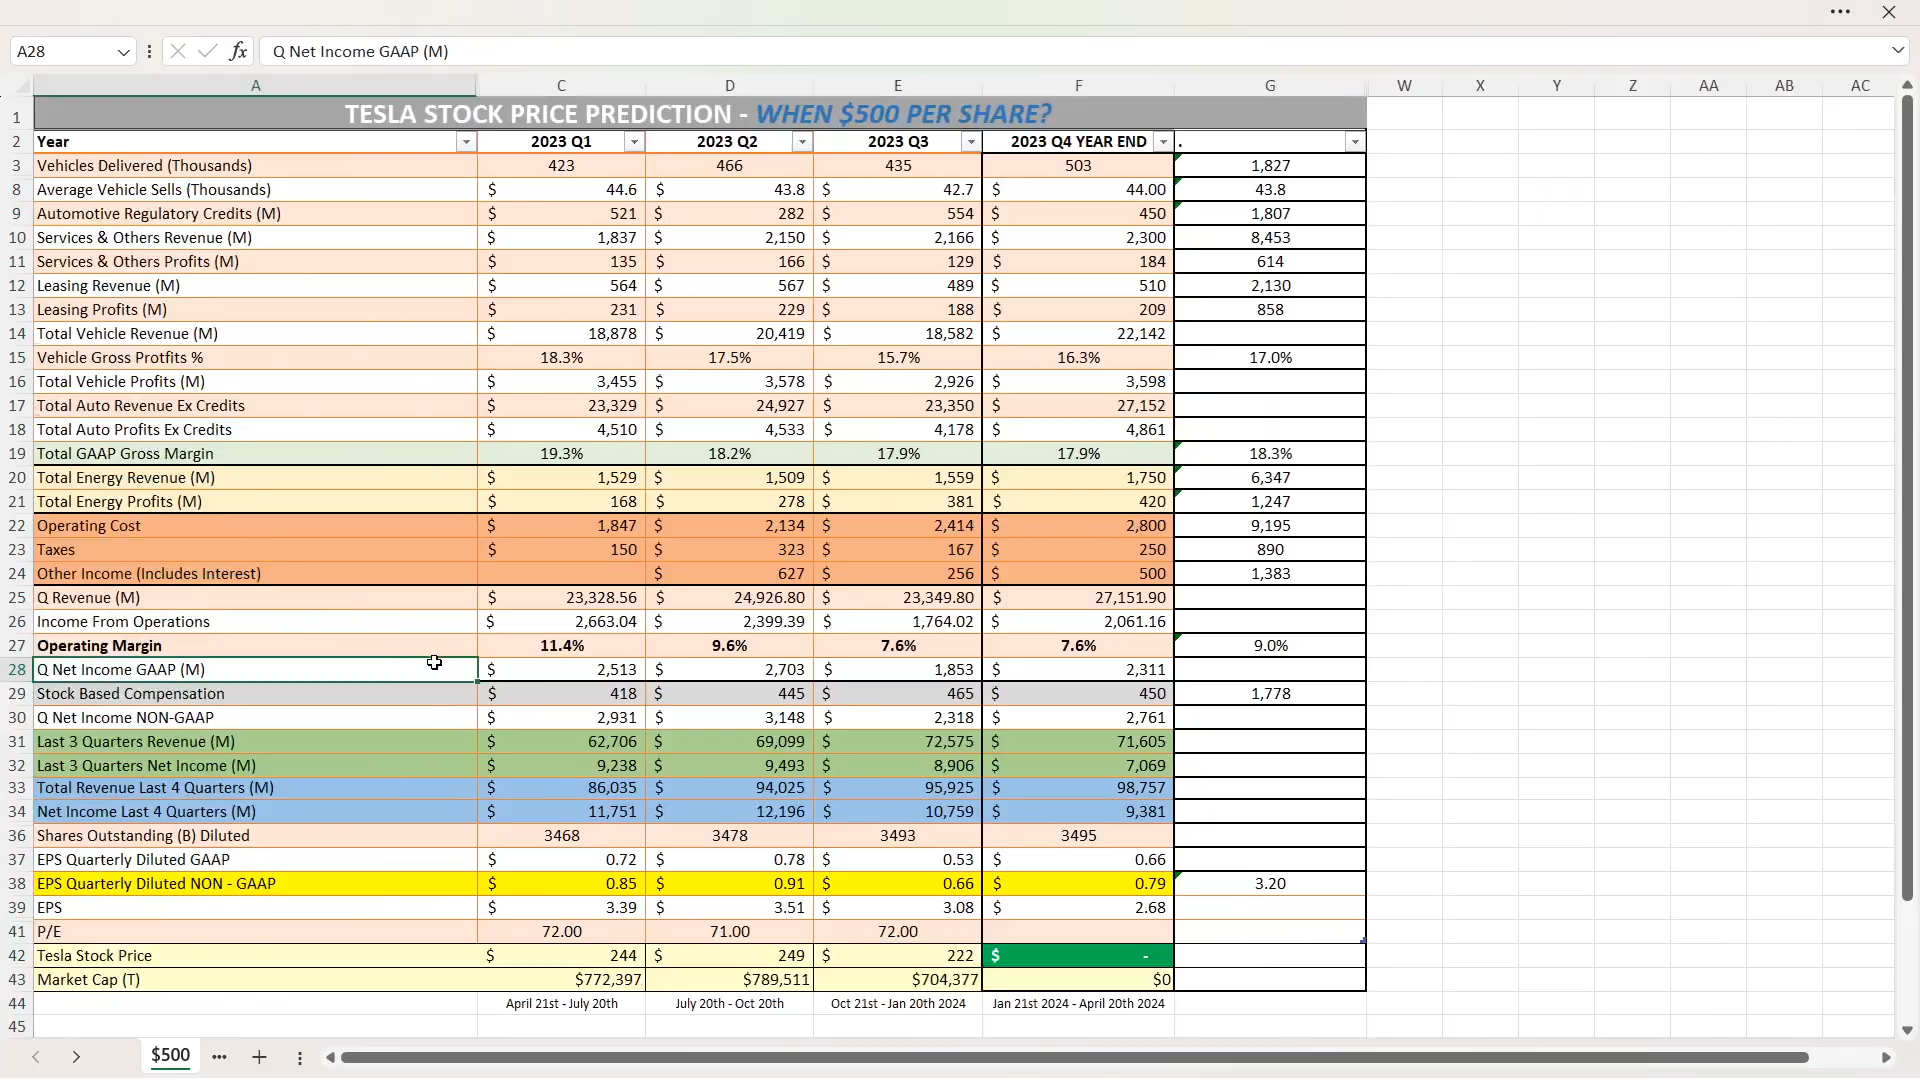 A28 fx Q Net Income GAAP (M)
A C D E F G W X Y Z AA AB AC
1 TESLA STOCK PRICE PREDICTION - WHEN $500 PER SHARE?
2 Year 2023 Q1 2023 Q2 2023 Q3 2023 Q4 YEAR END .
3 Vehicles Delivered (Thousands) 423 466 435 503 1,827
8 Average Vehicle Sells (Thousands) $ 44.6 $ 43.8 $ 42.7 $ 44.00 43.8
9 Automotive Regulatory Credits (M) $ 521 $ 282 $ 554 $ 450 1,807
10 Services & Others Revenue (M) $ 1,837 $ 2,150 $ 2,166 $ 2,300 8,453
11 Services & Others Profits (M) $ 135 $ 166 $ 129 $ 184 614
12 Leasing Revenue (M) $ 564 $ 567 $ 489 $ 510 2,130
13 Leasing Profits (M) $ 231 $ 229 $ 188 $ 209 858
14 Total Vehicle Revenue (M) $ 18,878 $ 20,419 $ 18,582 $ 22,142
15 Vehicle Gross Protfits % 18.3% 17.5% 15.7% 16.3% 17.0%
16 Total Vehicle Profits (M) $ 3,455 $ 3,578 $ 2,926 $ 3,598
17 Total Auto Revenue Ex Credits $ 23,329 $ 24,927 $ 23,350 $ 27,152
18 Total Auto Profits Ex Credits $ 4,510 $ 4,533 $ 4,178 $ 4,861
19 Total GAAP Gross Margin 19.3% 18.2% 17.9% 17.9% 18.3%
20 Total Energy Revenue (M) $ 1,529 $ 1,509 $ 1,559 $ 1,750 6,347
21 Total Energy Profits (M) $ 168 $ 278 $ 381 $ 420 1,247
22 Operating Cost $ 1,847 $ 2,134 $ 2,414 $ 2,800 9,195
23 Taxes $ 150 $ 323 $ 167 $ 250 890
24 Other Income (Includes Interest) $ 627 $ 256 $ 500 1,383
25 Q Revenue (M) $ 23,328.56 $ 24,926.80 $ 23,349.80 $ 27,151.90
26 Income From Operations $ 2,663.04 $ 2,399.39 $ 1,764.02 $ 2,061.16
27 Operating Margin 11.4% 9.6% 7.6% 7.6% 9.0%
28 Q Net Income GAAP (M) $ 2,513 $ 2,703 $ 1,853 $ 2,311
29 Stock Based Compensation $ 418 $ 445 $ 465 $ 450 1,778
30 Q Net Income NON-GAAP $ 2,931 $ 3,148 $ 2,318 $ 2,761
31 Last 3 Quarters Revenue (M) $ 62,706 $ 69,099 $ 72,575 $ 71,605
32 Last 3 Quarters Net Income (M) $ 9,238 $ 9,493 $ 8,906 $ 7,069
33 Total Revenue Last 4 Quarters (M) $ 86,035 $ 94,025 $ 95,925 $ 98,757
34 Net Income Last 4 Quarters (M) $ 11,751 $ 12,196 $ 10,759 $ 9,381
36 Shares Outstanding (B) Diluted 3468 3478 3493 3495
37 EPS Quarterly Diluted GAAP $ 0.72 $ 0.78 $ 0.53 $ 0.66
38 EPS Quarterly Diluted NON - GAAP $ 0.85 $ 0.91 $ 0.66 $ 0.79 3.20
39 EPS $ 3.39 $ 3.51 $ 3.08 $ 2.68
41 P/E 72.00 71.00 72.00
42 Tesla Stock Price $ 244 $ 249 $ 222 $ -
43 Market Cap (T) $772,397 $789,511 $704,377 $0
44 April 21st - July 20th July 20th - Oct 20th Oct 21st - Jan 20th 2024 Jan 21st 2024 - April 20th 2024
45
$500